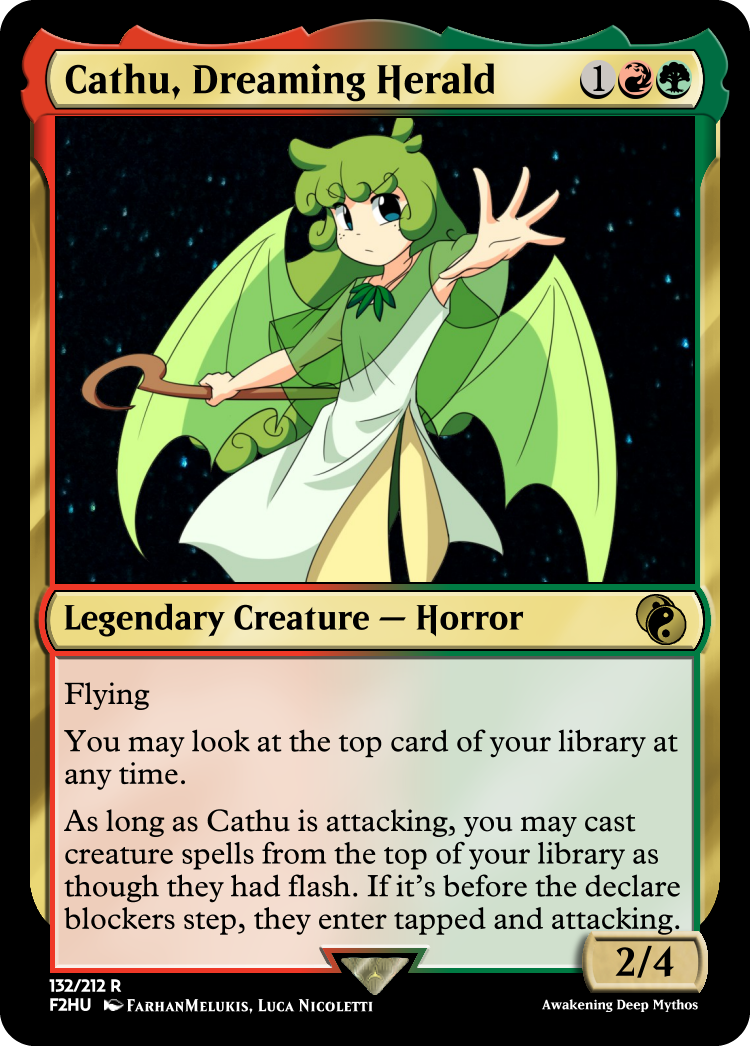 Cathu, Dreaming Herald 1
Legendary Creature — Horror
Flying
You may look at the top card of your library at
any time.
As long as Cathu is attacking, you may cast
creature spells from the top of your library as
though they had flash. If it's before the declare
blockers step, they enter tapped and attacking.
2/4
132/212 R
F2HU FarhanMelukis, Luca Nicoletti
Awakening Deep Mythos